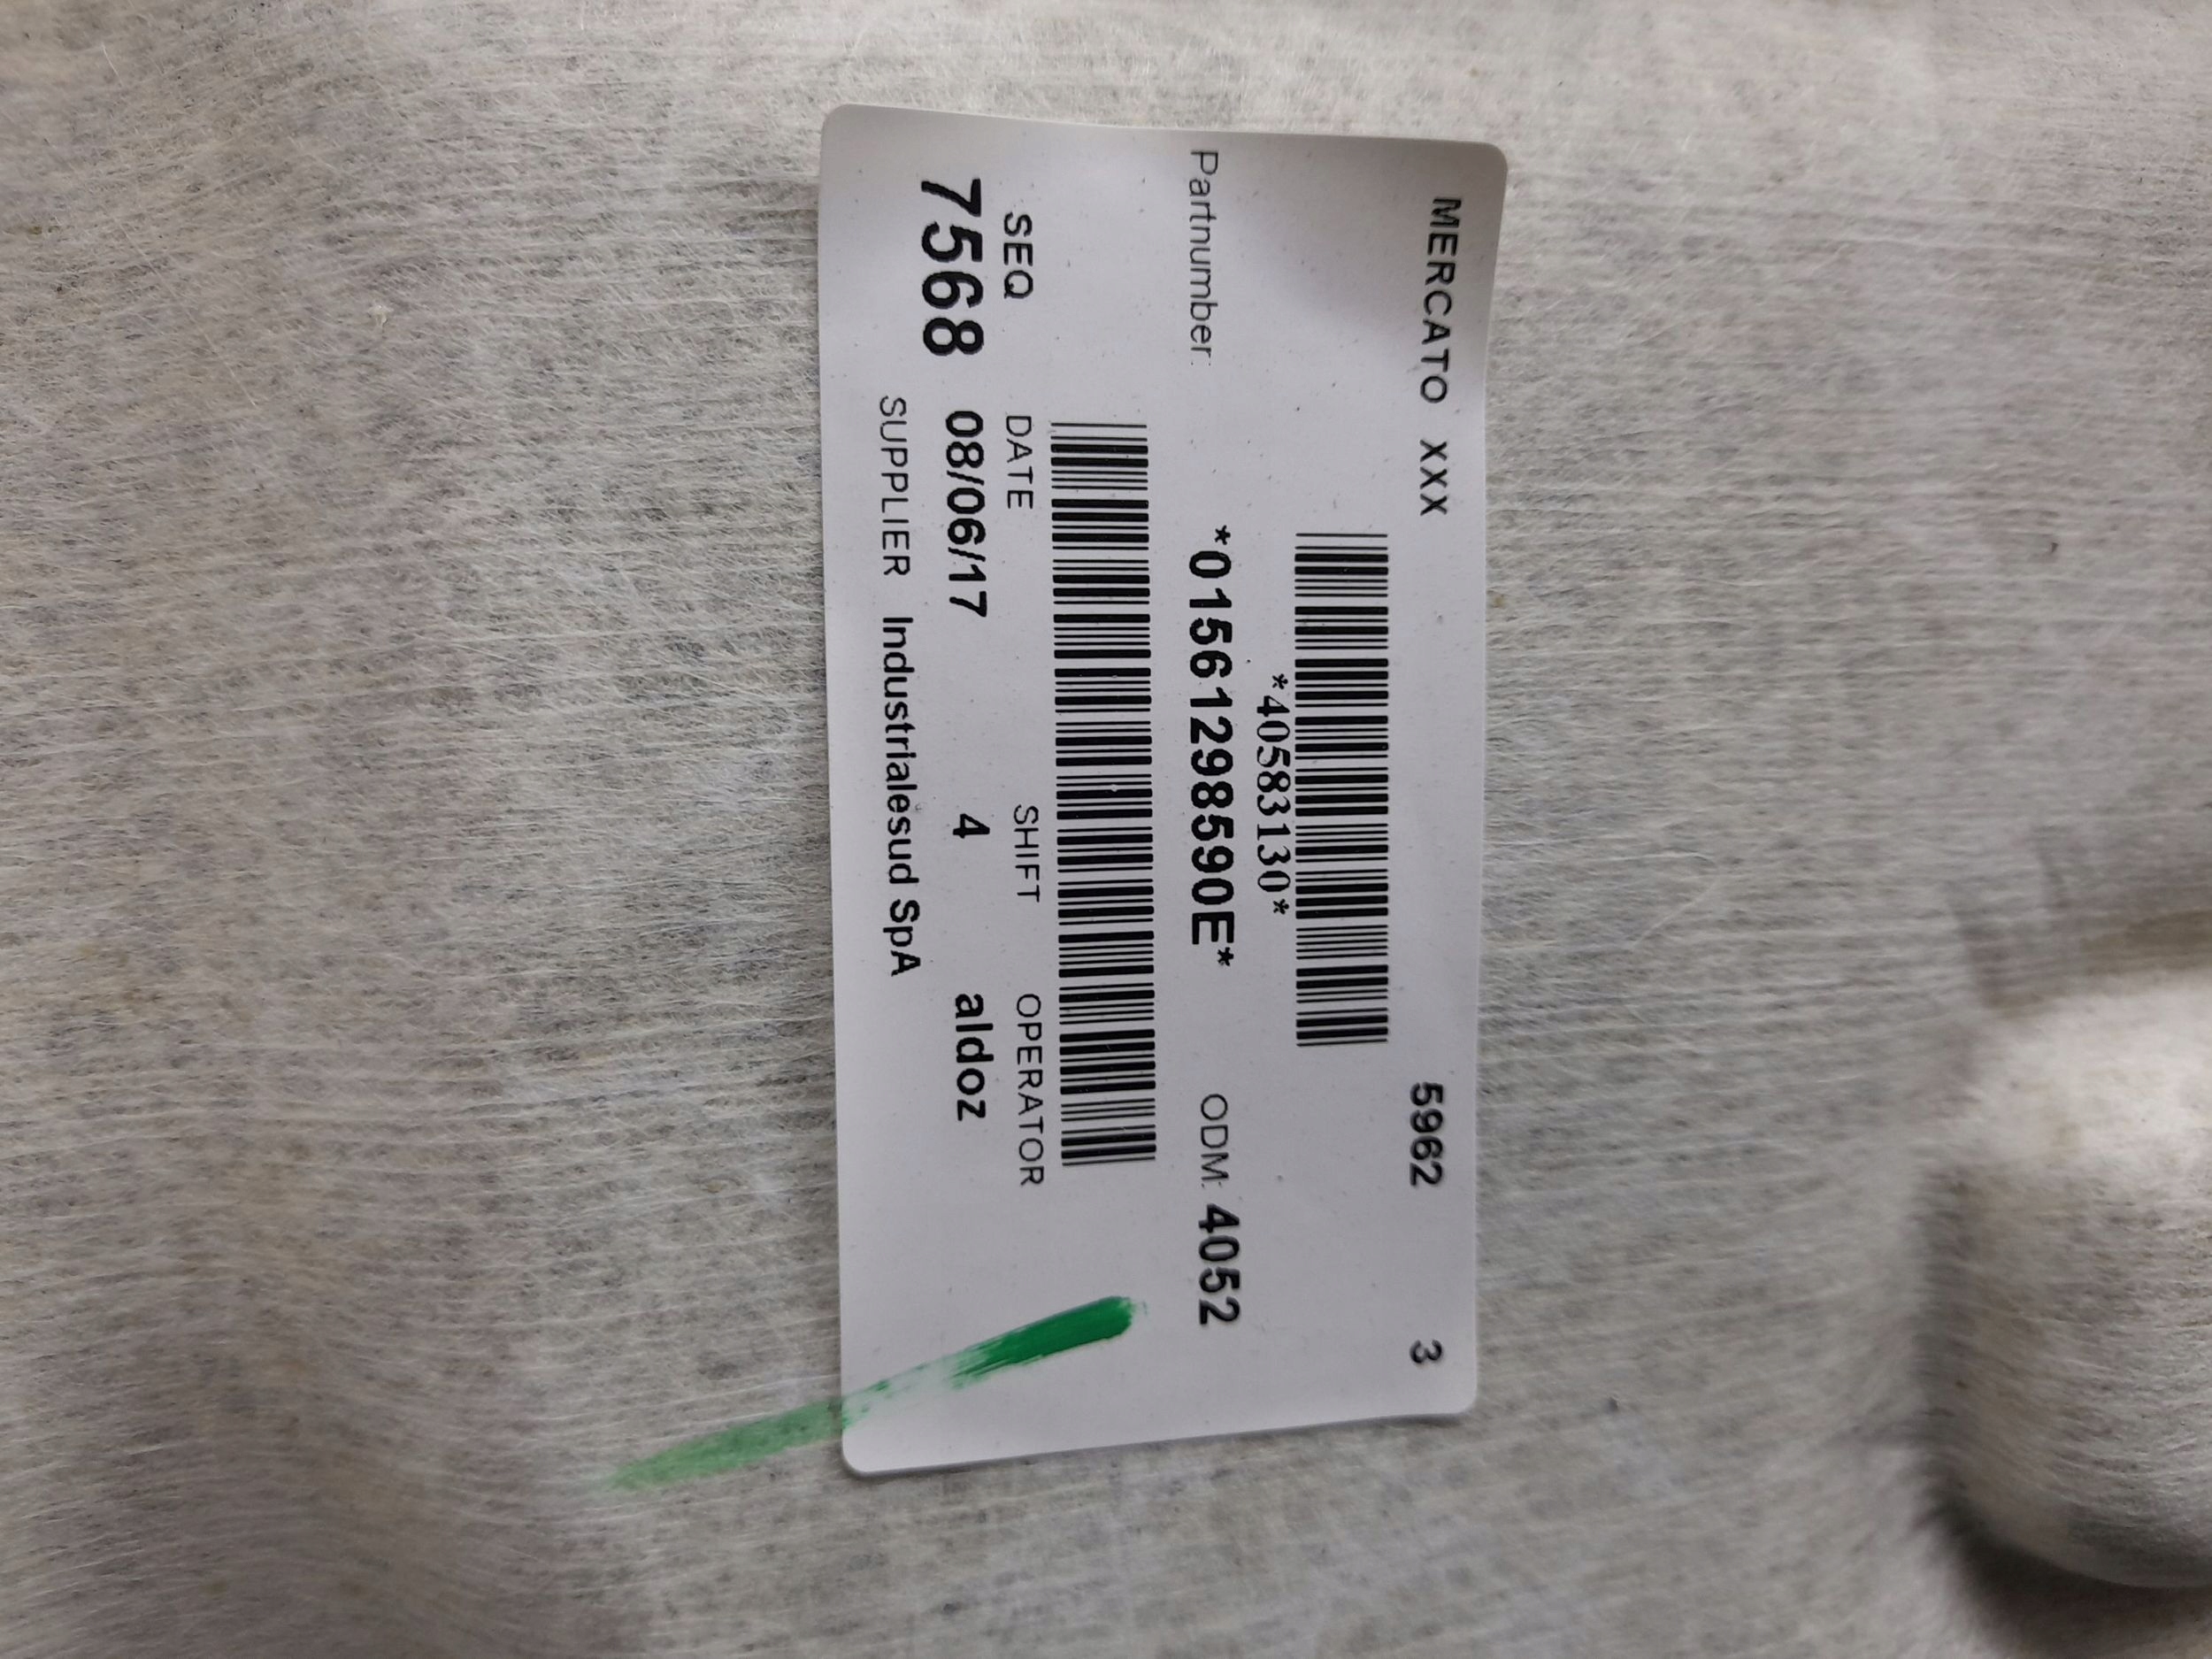 MERCATO XXX 5962 3
*40583130*
Partnumber: *01561298590E* ODM: 4052
SEQ DATE SHIFT OPERATOR
7568 08/06/17 4 aldoz
SUPPLIER Industrialesud SpA